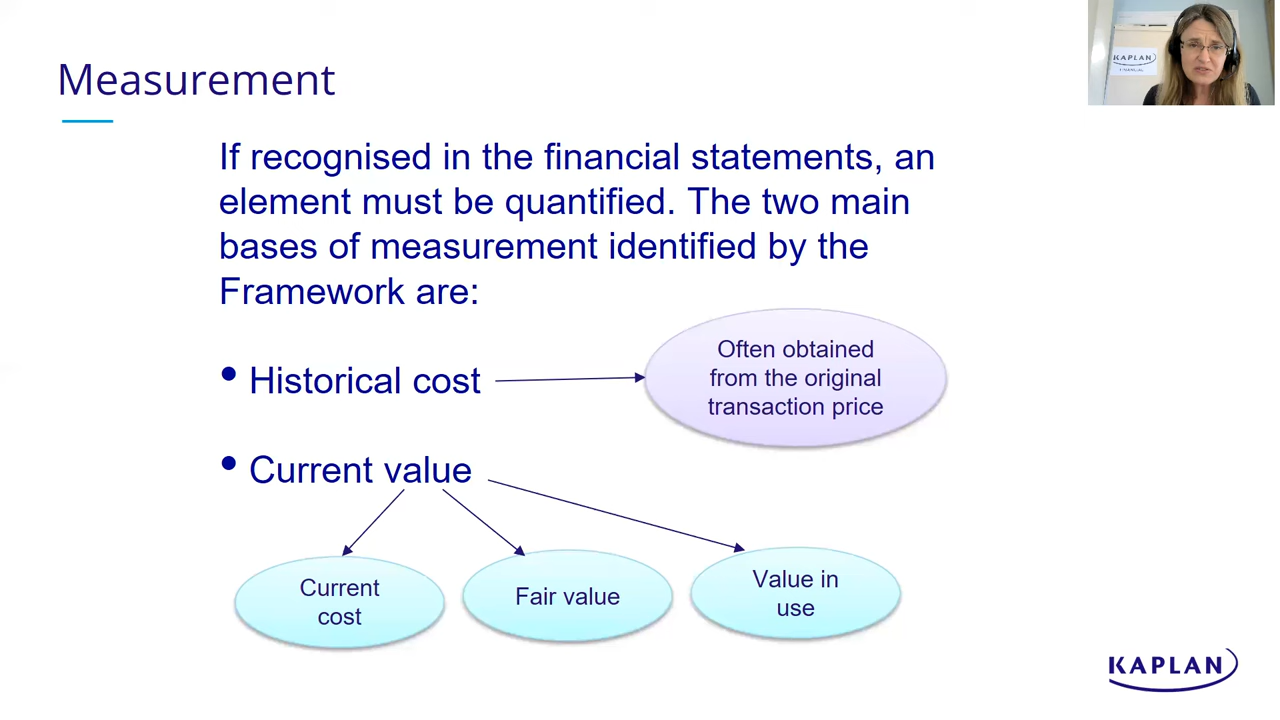 Measurement
If recognised in the financial statements, an
element must be quantified. The two main
bases of measurement identified by the
Framework are:
• Historical cost
Often obtained
from the original
transaction price
• Current value
Current
cost
Fair value
Value in
use
KAPLAN
KAPLAN
FINANCIAL